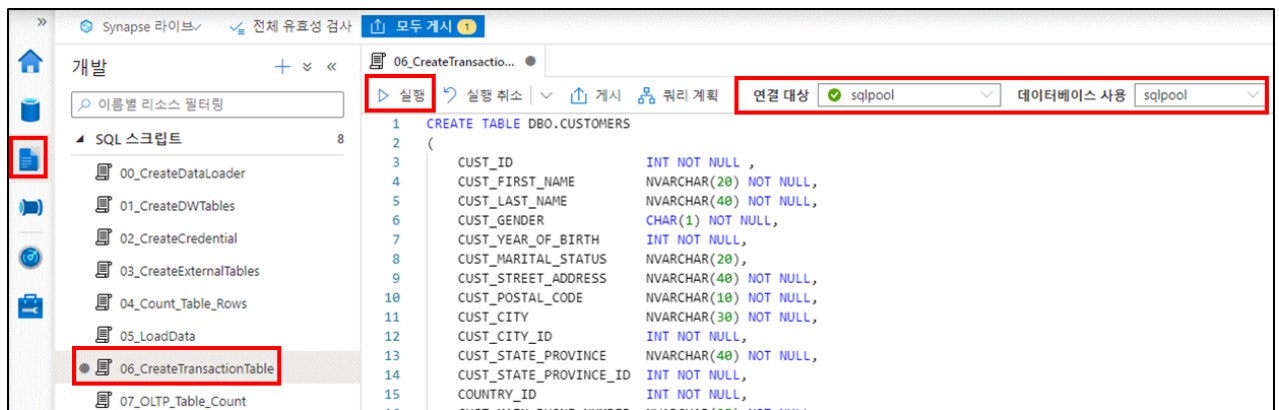 »
Synapse 라이브
전체 유효성 검사
모두 게시 1
개발
+
이름별 리소스 필터링
SQL 스크립트 8
00_CreateDataLoader
01_CreateDWTables
02_CreateCredential
03_CreateExternalTables
04_Count_Table_Rows
05_LoadData
06_CreateTransactionTable
07_OLTP_Table_Count
06_CreateTransactio...
실행 실행 취소 게시 쿼리 계획 연결 대상 sqlpool 데이터베이스 사용 sqlpool
1 CREATE TABLE DBO.CUSTOMERS
2 (
3 CUST_ID INT NOT NULL ,
4 CUST_FIRST_NAME NVARCHAR(20) NOT NULL,
5 CUST_LAST_NAME NVARCHAR(40) NOT NULL,
6 CUST_GENDER CHAR(1) NOT NULL,
7 CUST_YEAR_OF_BIRTH INT NOT NULL,
8 CUST_MARITAL_STATUS NVARCHAR(20),
9 CUST_STREET_ADDRESS NVARCHAR(40) NOT NULL,
10 CUST_POSTAL_CODE NVARCHAR(10) NOT NULL,
11 CUST_CITY NVARCHAR(30) NOT NULL,
12 CUST_CITY_ID INT NOT NULL,
13 CUST_STATE_PROVINCE NVARCHAR(40) NOT NULL,
14 CUST_STATE_PROVINCE_ID INT NOT NULL,
15 COUNTRY_ID INT NOT NULL,